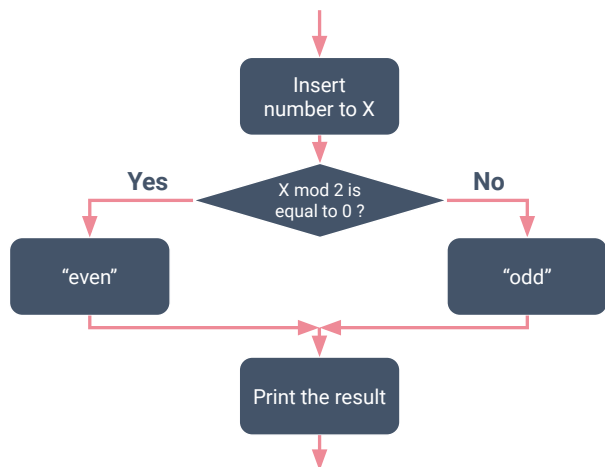 Insert
number to X
Yes
X mod 2 is
equal to 0 ?
No
“even”
“odd”
Print the result